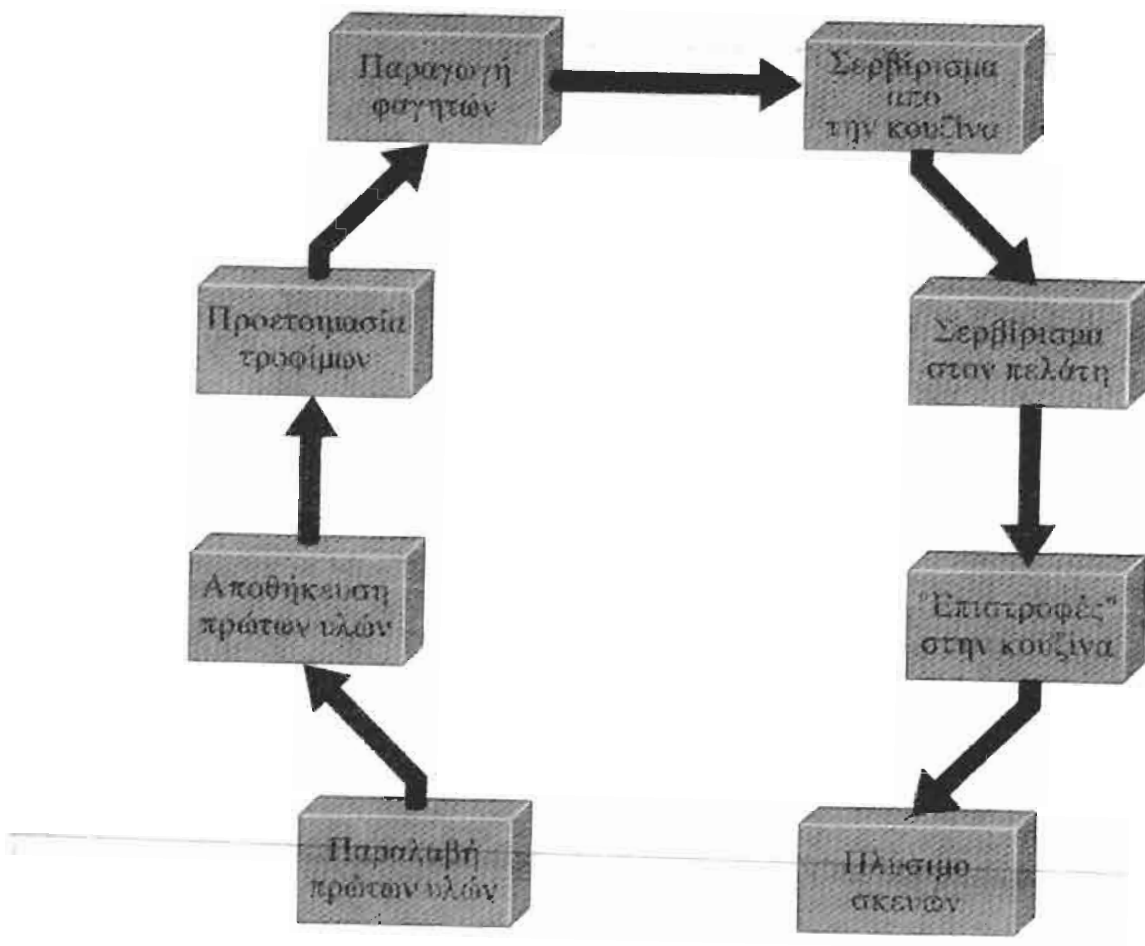 Παραγωγή
φαγητών
Σερβίρισμα
απο
την κουζίνα
Προετοιμασία
τροφίμων
Σερβίρισμα
στον πελάτη
Αποθήκευση
πρώτων υλών
"Επιστροφές"
στην κουζίνα
Παραλαβή
πρώτων υλών
Πλύσιμο
σκευών